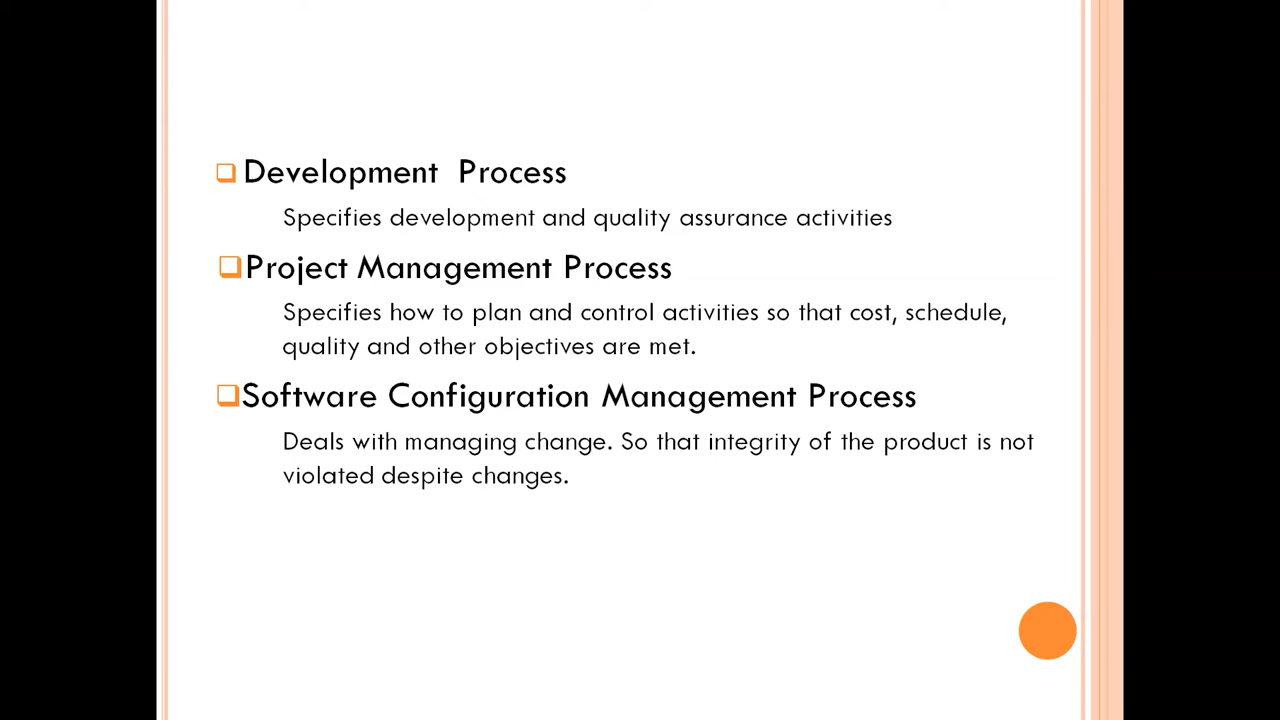 Development Process
Specifies development and quality assurance activities
Project Management Process
Specifies how to plan and control activities so that cost, schedule,
quality and other objectives are met.
Software Configuration Management Process
Deals with managing change. So that integrity of the product is not
violated despite changes.